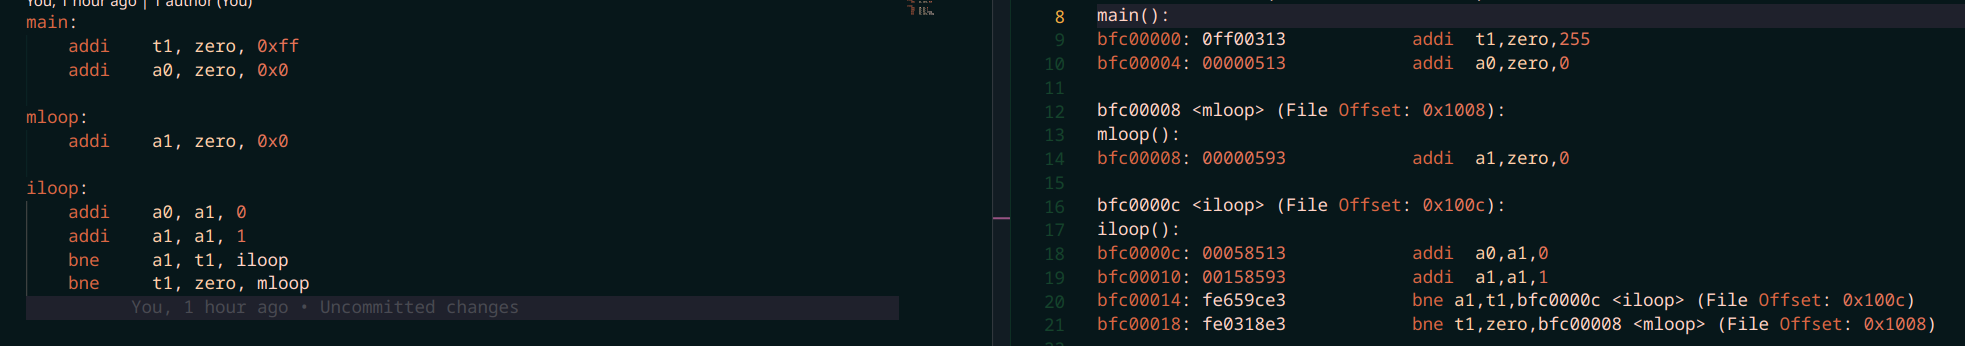 You, 1 hour ago | 1 author (You)
main:
addi t1, zero, 0xff
addi a0, zero, 0x0
mloop:
addi a1, zero, 0x0
iloop:
addi a0, a1, 0
addi a1, a1, 1
bne a1, t1, iloop
bne t1, zero, mloop
You, 1 hour ago • Uncommitted changes
8 main():
9 bfc00000: 0ff00313 addi t1,zero,255
10 bfc00004: 00000513 addi a0,zero,0
11
12 bfc00008 <mloop> (File Offset: 0x1008):
13 mloop():
14 bfc00008: 00000593 addi a1,zero,0
15
16 bfc0000c <iloop> (File Offset: 0x100c):
17 iloop():
18 bfc0000c: 00058513 addi a0,a1,0
19 bfc00010: 00158593 addi a1,a1,1
20 bfc00014: fe659ce3 bne a1,t1,bfc0000c <iloop> (File Offset: 0x100c)
21 bfc00018: fe0318e3 bne t1,zero,bfc00008 <mloop> (File Offset: 0x1008)